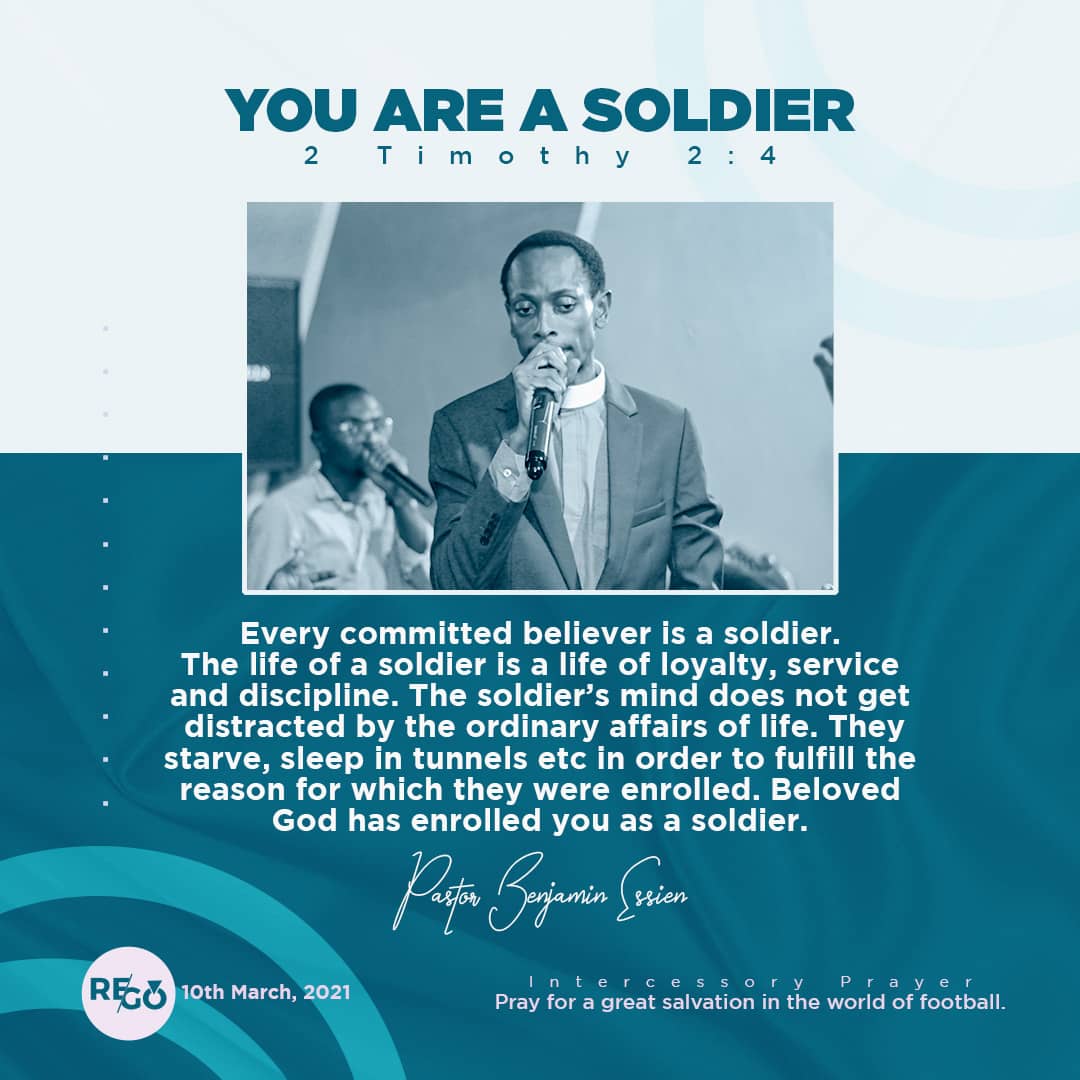 YOU ARE A SOLDIER
2 Timothy 2:4
Every committed believer is a soldier.
The life of a soldier is a life of loyalty, service
and discipline. The soldier's mind does not get
distracted by the ordinary affairs of life. They
starve, sleep in tunnels etc in order to fulfill the
reason for which they were enrolled. Beloved
God has enrolled you as a soldier.
Pastor Benjamin Essien
RE/GO
10th March, 2021
Intercessory Prayer
Pray for a great salvation in the world of football.